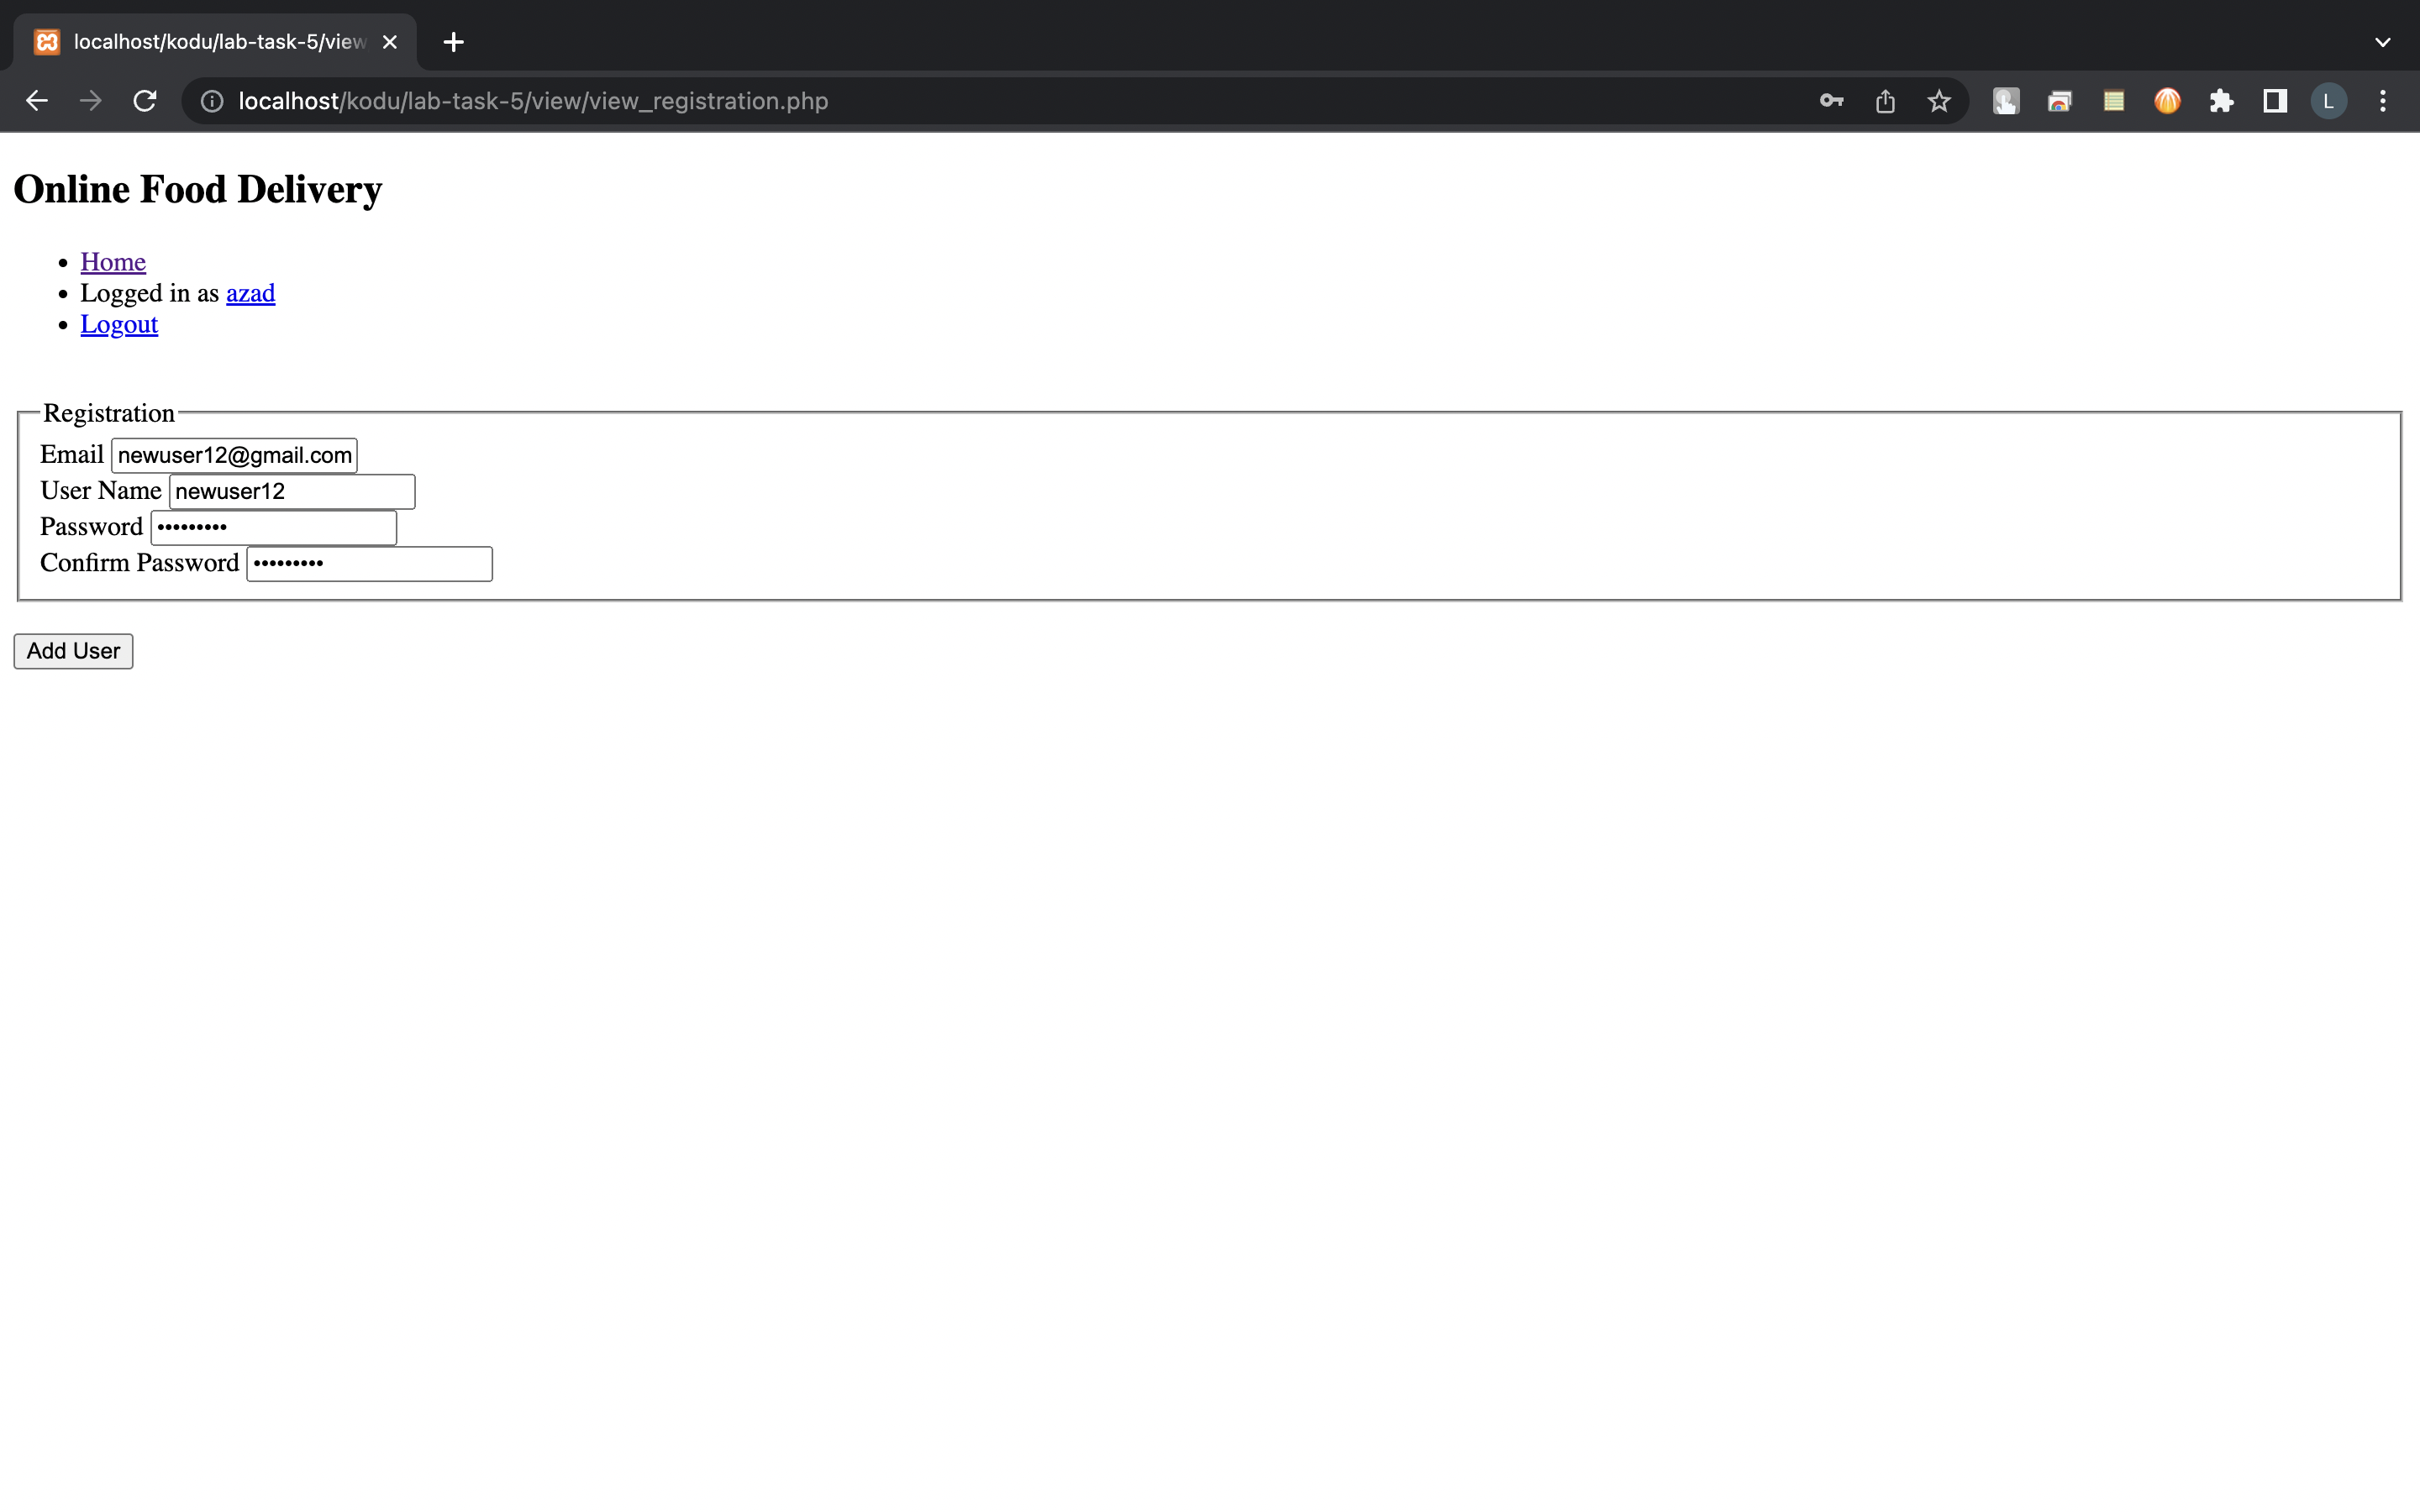 localhost/kodu/lab-task-5/view
localhost/kodu/lab-task-5/view/view_registration.php
L
Online Food Delivery
Home
Logged in as azad
Logout
Registration
Email newuser12@gmail.com
User Name newuser12
Password •••••••••
Confirm Password •••••••••
Add User